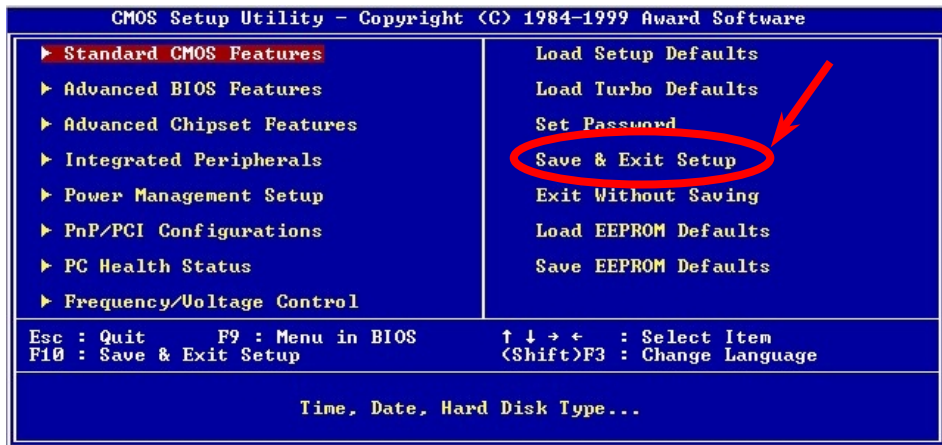 CMOS Setup Utility - Copyright (C) 1984-1999 Award Software
▶ Standard CMOS Features
▶ Advanced BIOS Features
▶ Advanced Chipset Features
▶ Integrated Peripherals
▶ Power Management Setup
▶ PnP/PCI Configurations
▶ PC Health Status
▶ Frequency/Voltage Control
Load Setup Defaults
Load Turbo Defaults
Set Password
Save & Exit Setup
Exit Without Saving
Load EEPROM Defaults
Save EEPROM Defaults
Esc : Quit F9 : Menu in BIOS ↑ ↓ → ← : Select Item
F10 : Save & Exit Setup (Shift)F3 : Change Language
Time, Date, Hard Disk Type...